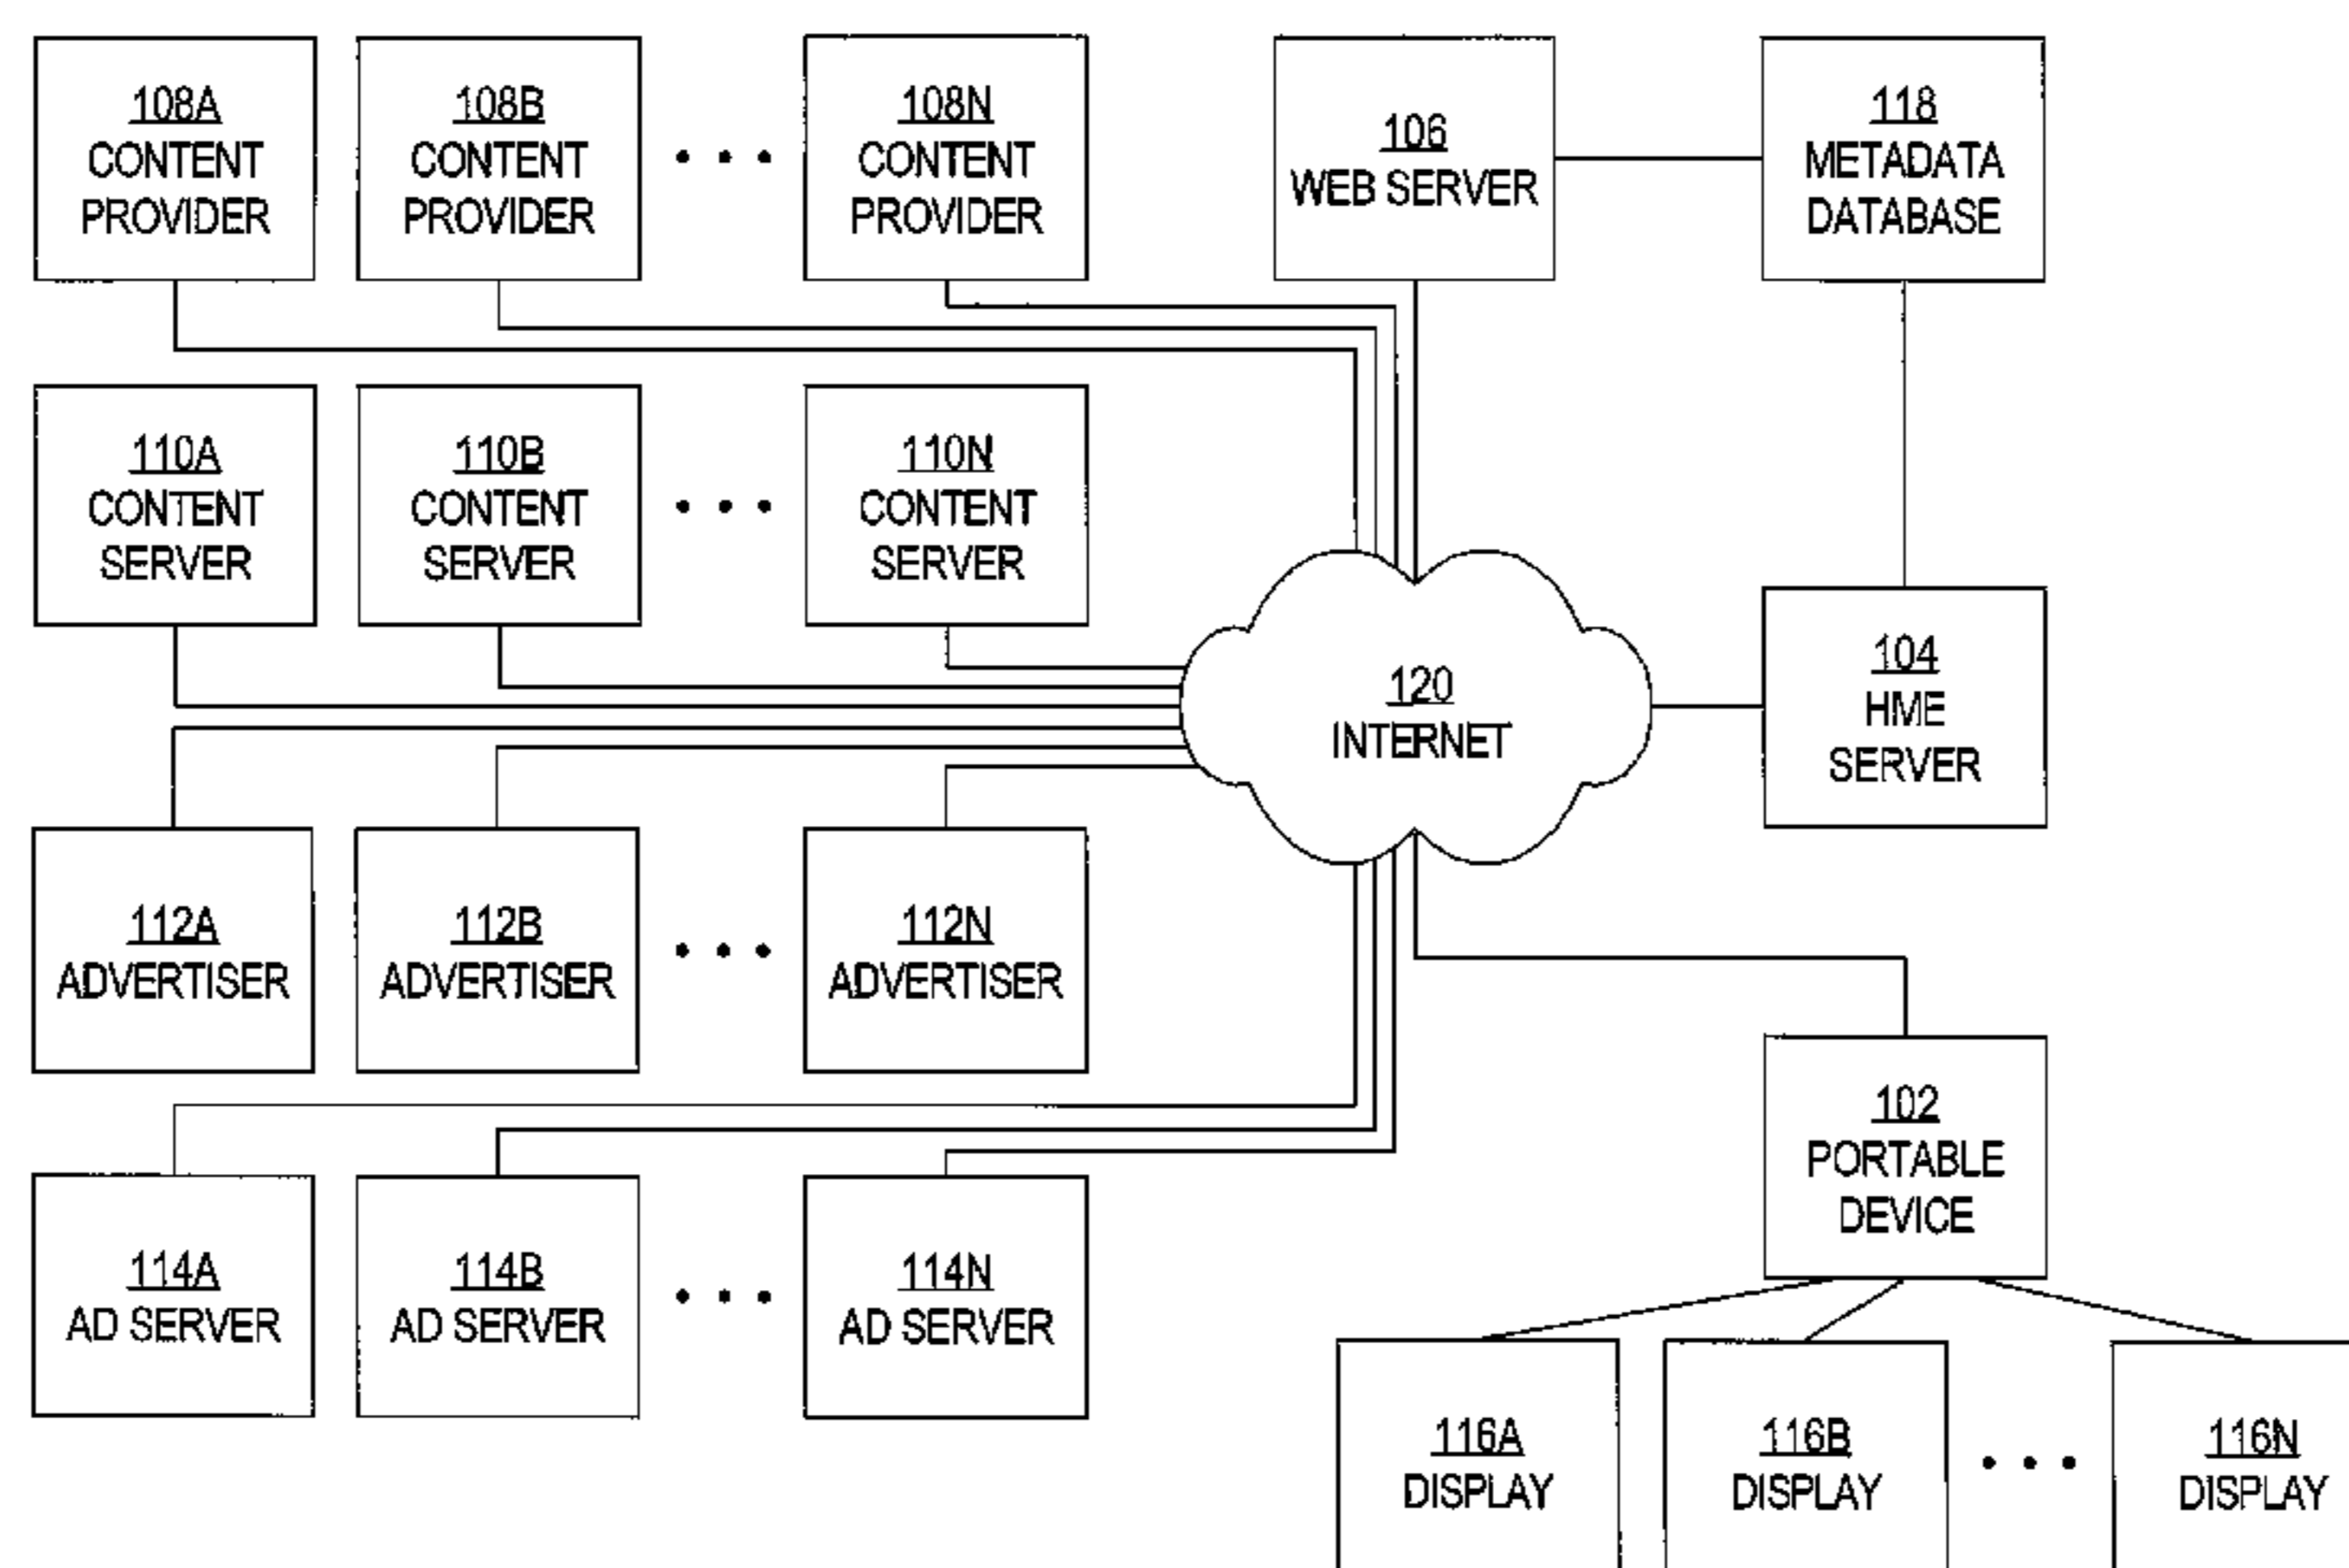 108A
CONTENT
PROVIDER
108B
CONTENT
PROVIDER
108N
CONTENT
PROVIDER
106
WEB SERVER
118
METADATA
DATABASE
110A
CONTENT
SERVER
110B
CONTENT
SERVER
110N
CONTENT
SERVER
120
INTERNET
104
HME
SERVER
112A
ADVERTISER
112B
ADVERTISER
112N
ADVERTISER
102
PORTABLE
DEVICE
114A
AD SERVER
114B
AD SERVER
114N
AD SERVER
116A
DISPLAY
116B
DISPLAY
116N
DISPLAY